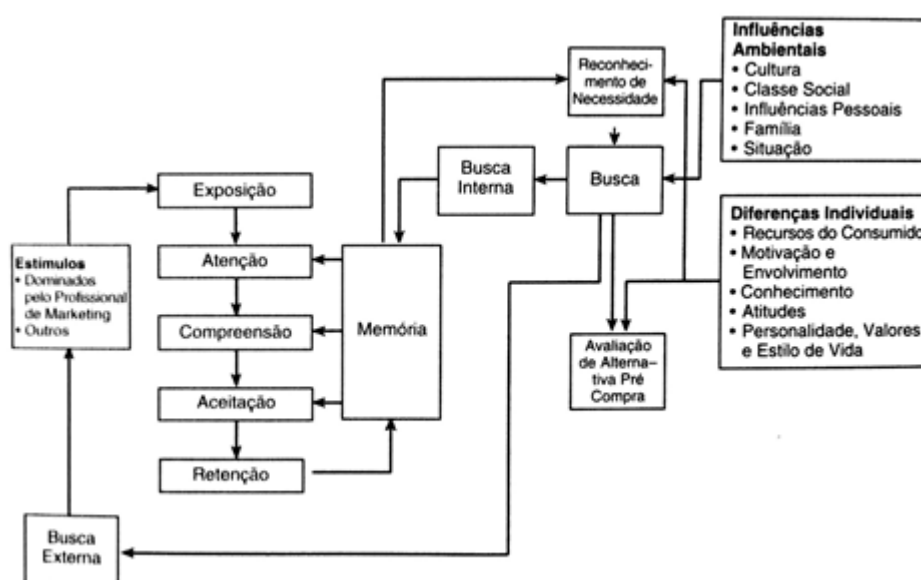 Influências
Ambientais
• Cultura
• Classe Social
• Influências Pessoais
• Família
• Situação
Reconheci-
mento de
Necessidade
Busca
Interna
Busca
Exposição
Diferenças Individuais
• Recursos do Consumido
• Motivação e
Envolvimento
• Conhecimento
• Atitudes
• Personalidade, Valores
e Estilo de Vida
Estímulos
• Dominados
pelo Profissional
de Marketing
• Outros
Atenção
Compreensão
Memória
Avaliação
de Alterna-
tiva Pré
Compra
Aceitação
Retenção
Busca
Externa